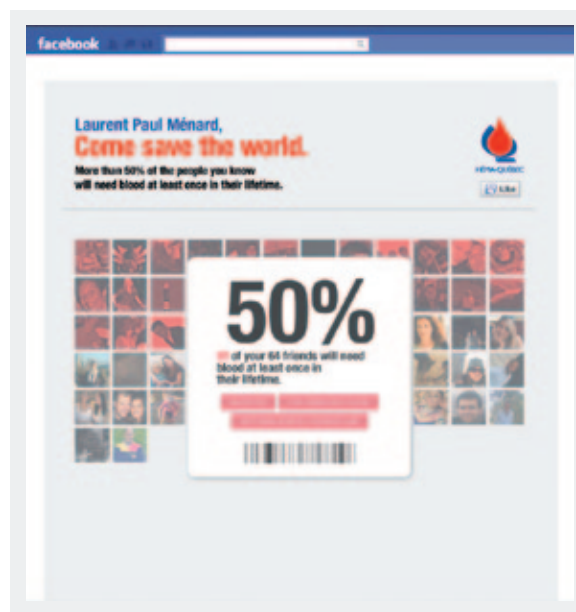 facebook
Laurent Paul Ménard,
Come save the world.
More than 50% of the people you know
will need blood at least once in their lifetime.
HÉMA-QUÉBEC
Like
50%
of your 64 friends will need
blood at least once in
their lifetime.